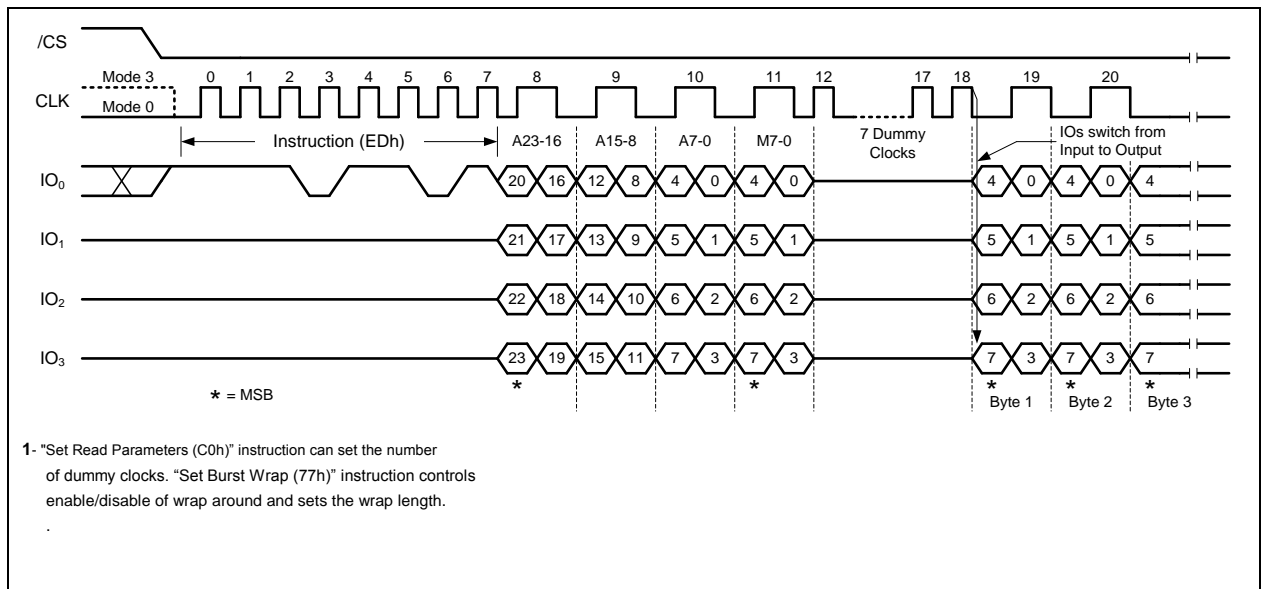 /CS
Mode 3 0 1 2 3 4 5 6 7 8 9 10 11 12 17 18 19 20
CLK Mode 0
Instruction (EDh) A23-16 A15-8 A7-0 M7-0 7 Dummy Clocks IOs switch from Input to Output
IO0 20 16 12 8 4 0 4 0 4 0 4 0 4
IO1 21 17 13 9 5 1 5 1 5 1 5 1 5
IO2 22 18 14 10 6 2 6 2 6 2 6 2 6
IO3 23 19 15 11 7 3 7 3 7 3 7 3 7
* * * * *
* = MSB Byte 1 Byte 2 Byte 3
1- "Set Read Parameters (C0h)” instruction can set the number
of dummy clocks. “Set Burst Wrap (77h)” instruction controls
enable/disable of wrap around and sets the wrap length.
.